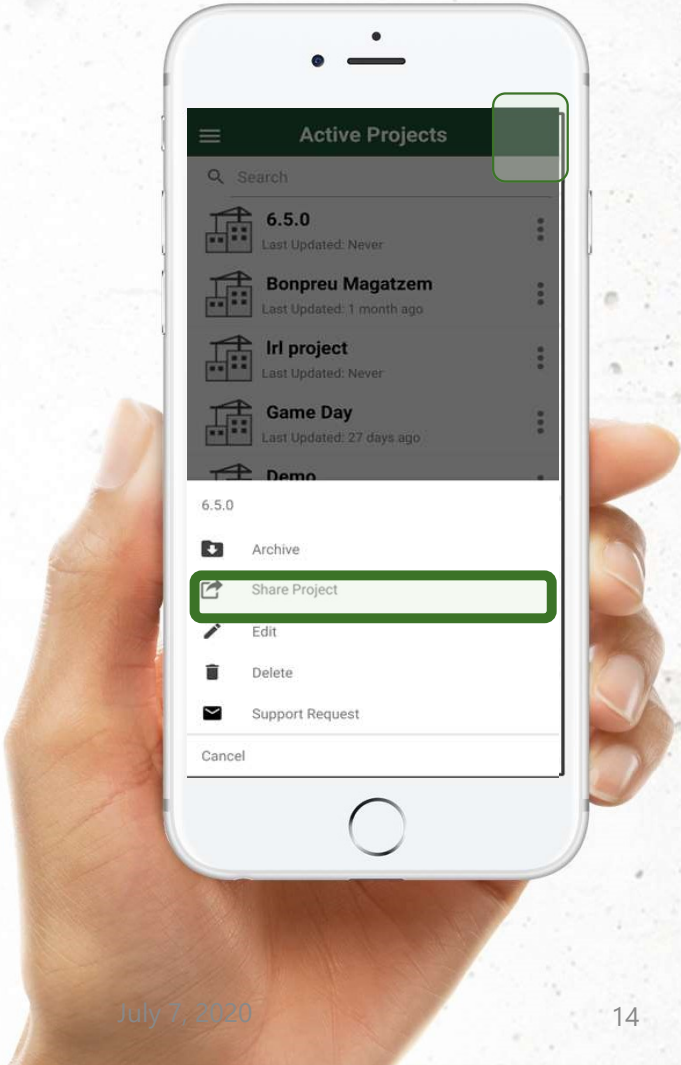 Active Projects
Search
6.5.0
Last Updated: Never
Bonpreu Magatzem
Last Updated: 1 month ago
lrl project
Last Updated: Never
Game Day
Last Updated: 27 days ago
Demo
6.5.0
Archive
Share Project
Edit
Delete
Support Request
Cancel
July 7, 2020
14